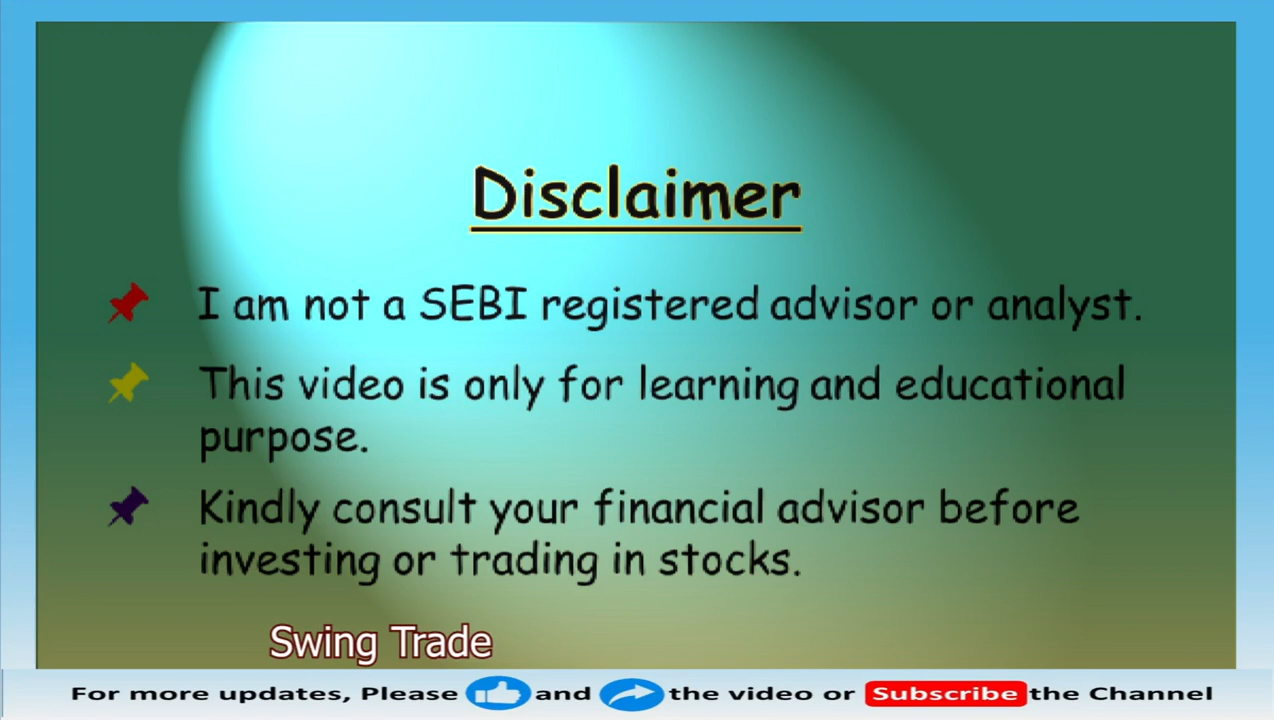 Disclaimer
I am not a SEBI registered advisor or analyst.
This video is only for learning and educational
purpose.
Kindly consult your financial advisor before
investing or trading in stocks.
Swing Trade
For more updates, Please and the video or Subscribe the Channel